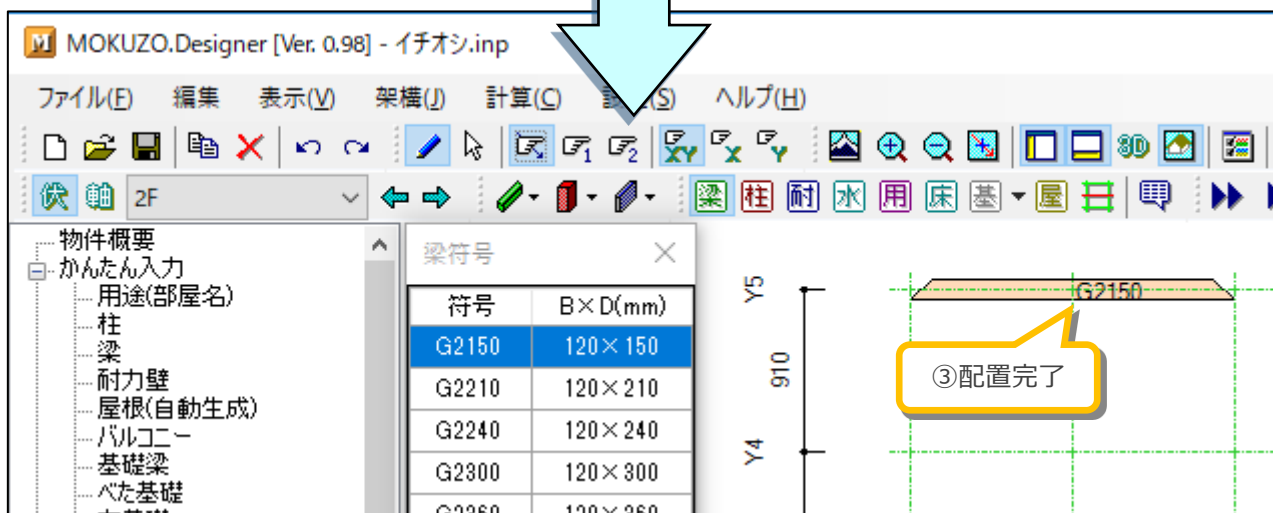 MOKUZO.Designer [Ver. 0.98] - イチオシ.inp
ファイル(F) 編集 表示(V) 架構(J) 計算(C) (S) ヘルプ(H)
1 2 XY X Y 3D
伏 軸 2F 梁 柱 耐 水 用 床 基 屋
物件概要
かんたん入力
用途(部屋名)
柱
梁
耐力壁
屋根(自動生成)
バルコニー
基礎梁
べた基礎
梁符号
符号 B×D(mm)
G2150 120×150
G2210 120×210
G2240 120×240
G2300 120×300
Y5
910
Y4
G2150
③配置完了